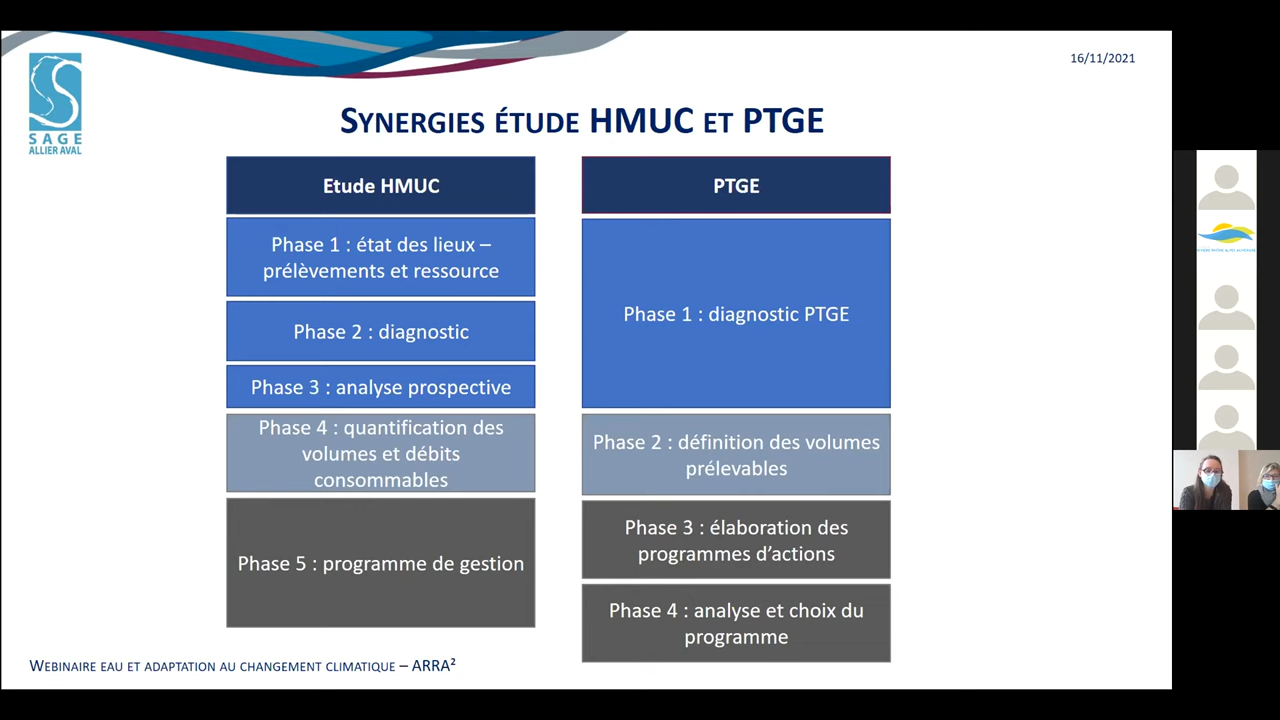 16/11/2021
SAGE
ALLIER AVAL
SYNERGIES ÉTUDE HMUC ET PTGE
Etude HMUC
Phase 1 : état des lieux –
prélèvements et ressource
Phase 2 : diagnostic
Phase 3 : analyse prospective
Phase 4 : quantification des
volumes et débits
consommables
Phase 5 : programme de gestion
PTGE
Phase 1 : diagnostic PTGE
Phase 2 : définition des volumes
prélevables
Phase 3 : élaboration des
programmes d’actions
Phase 4 : analyse et choix du
programme
WEBINAIRE EAU ET ADAPTATION AU CHANGEMENT CLIMATIQUE – ARRA²